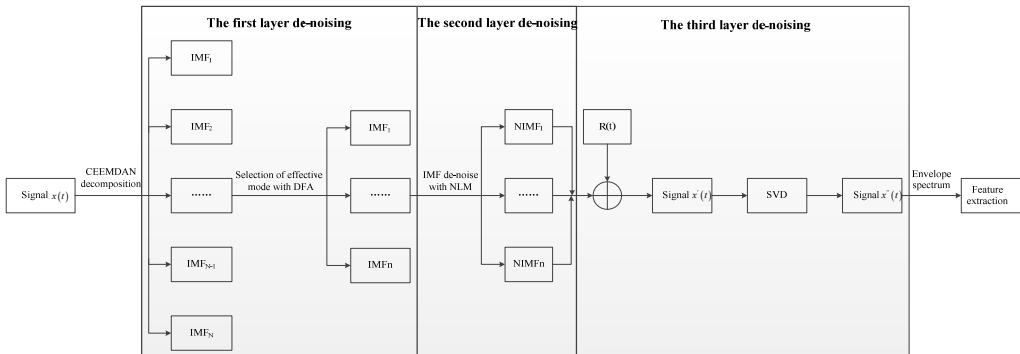 The first layer de-noising
The second layer de-noising
The third layer de-noising
Signal x(t)
CEEMDAN
decomposition
IMF₁
IMF₂
......
IMF_N-1
IMF_N
Selection of effective
mode with DFA
IMF₁
......
IMFn
IMF de-noise
with NLM
NIMF₁
......
NIMFn
R(t)
Signal x'(t)
SVD
Signal x''(t)
Envelope
spectrum
Feature
extraction